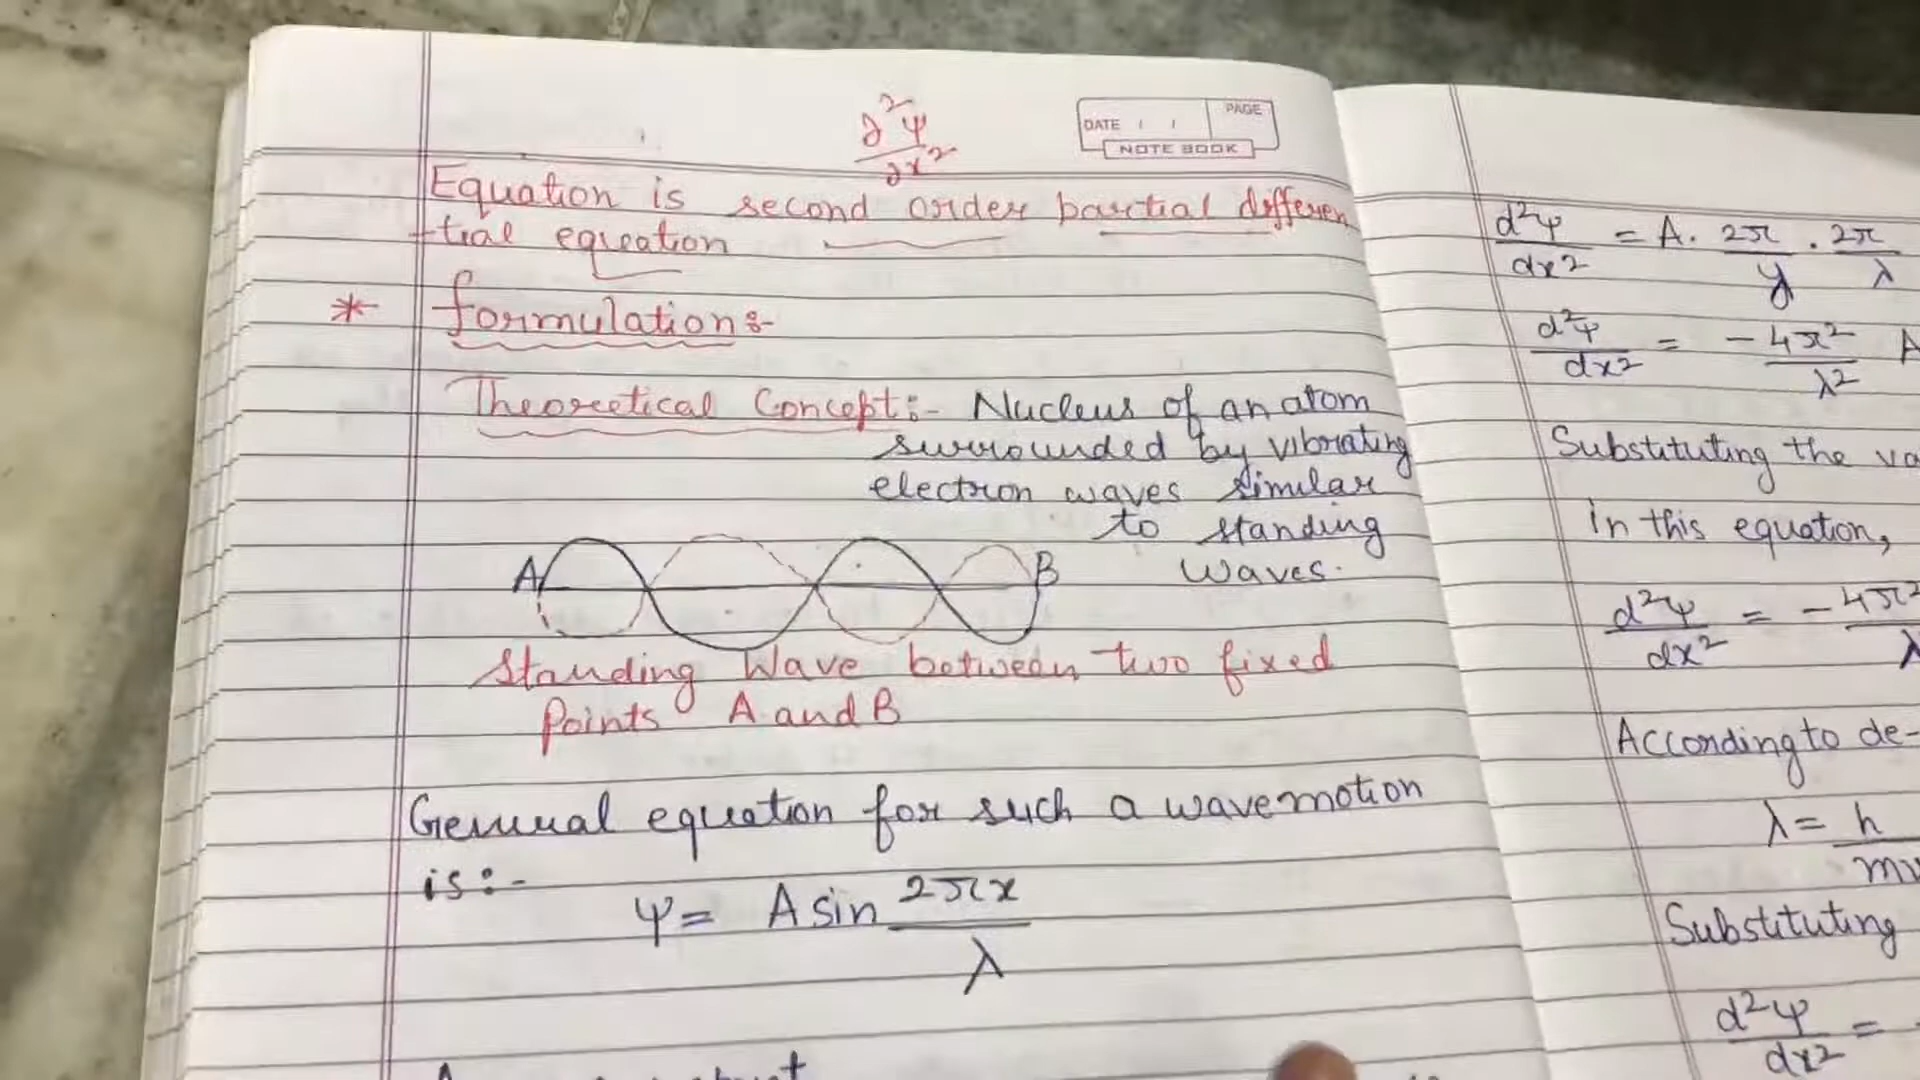 ∂²ψ
∂x²
DATE / / PAGE
NOTE BOOK
Equation is second order partial differen
-tial equation
* formulation:-
Theoretical Concept:- Nucleus of an atom
surrounded by vibrating
electron waves similar
to standing
waves.
A B
Standing Wave between two fixed
Points A and B
General equation for such a wave motion
is:-
ψ = A sin 2πx
λ
d²ψ = A. 2π . 2π
dx² y λ
d²ψ = - 4π² A
dx² λ²
Substituting the va
in this equation,
d²ψ = - 4π²
dx² λ
According to de-
λ = h
mv
Substituting
d²ψ =
dx²